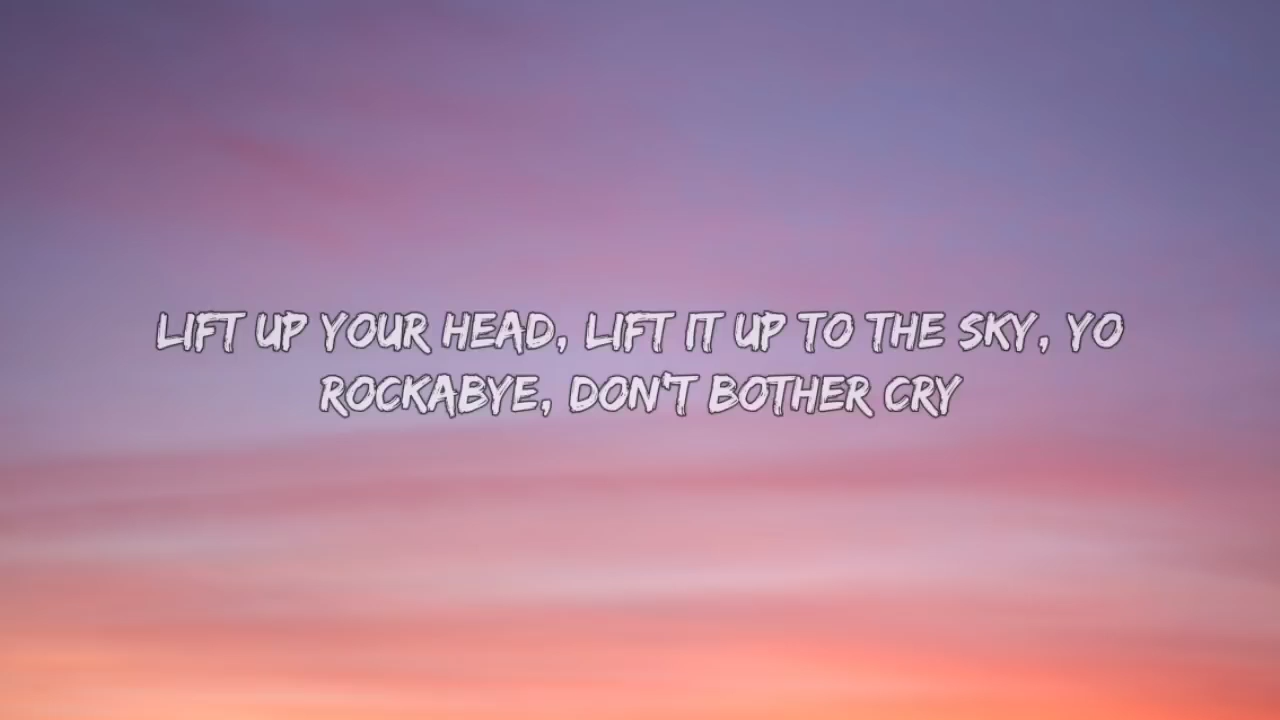 LIFT UP YOUR HEAD, LIFT IT UP TO THE SKY, YO
ROCKABYE, DON'T BOTHER CRY